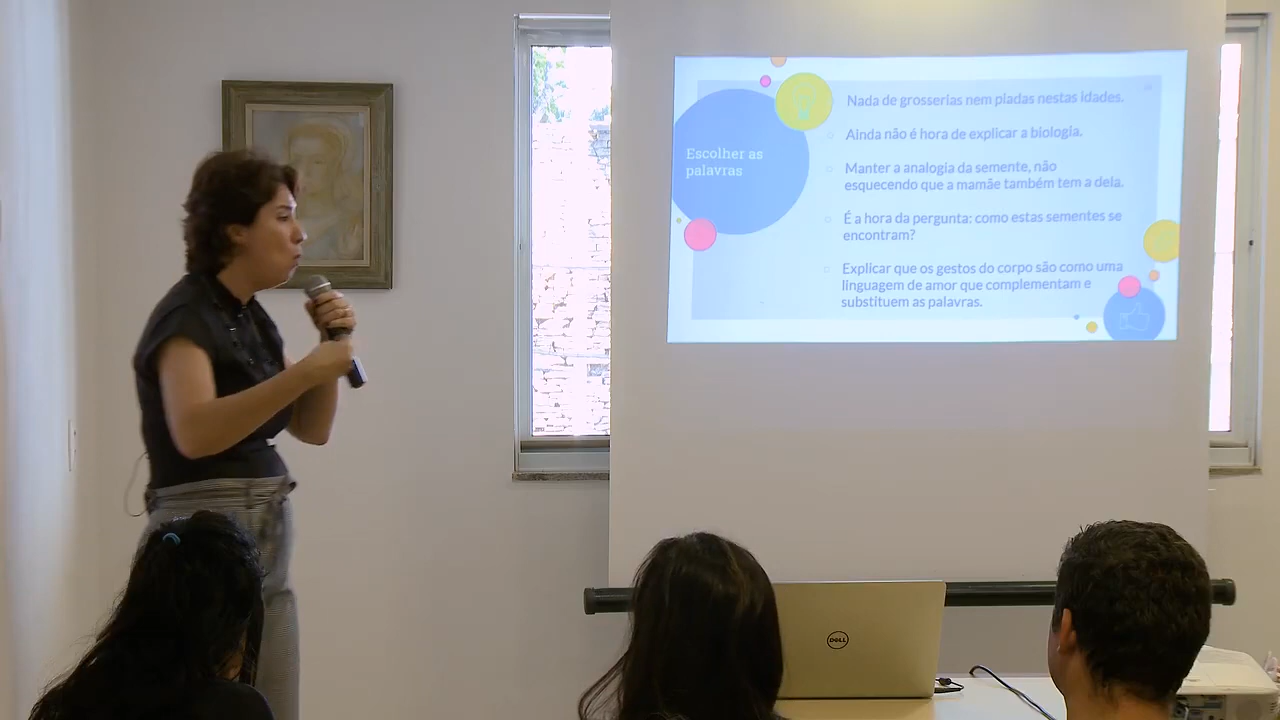 Escolher as
palavras
Nada de grosserias nem piadas nestas idades.
Ainda não é hora de explicar a biologia.
Manter a analogia da semente, não
esquecendo que a mamãe também tem a dela.
É a hora da pergunta: como estas sementes se
encontram?
Explicar que os gestos do corpo são como uma
linguagem de amor que complementam e
substituem as palavras.
DELL